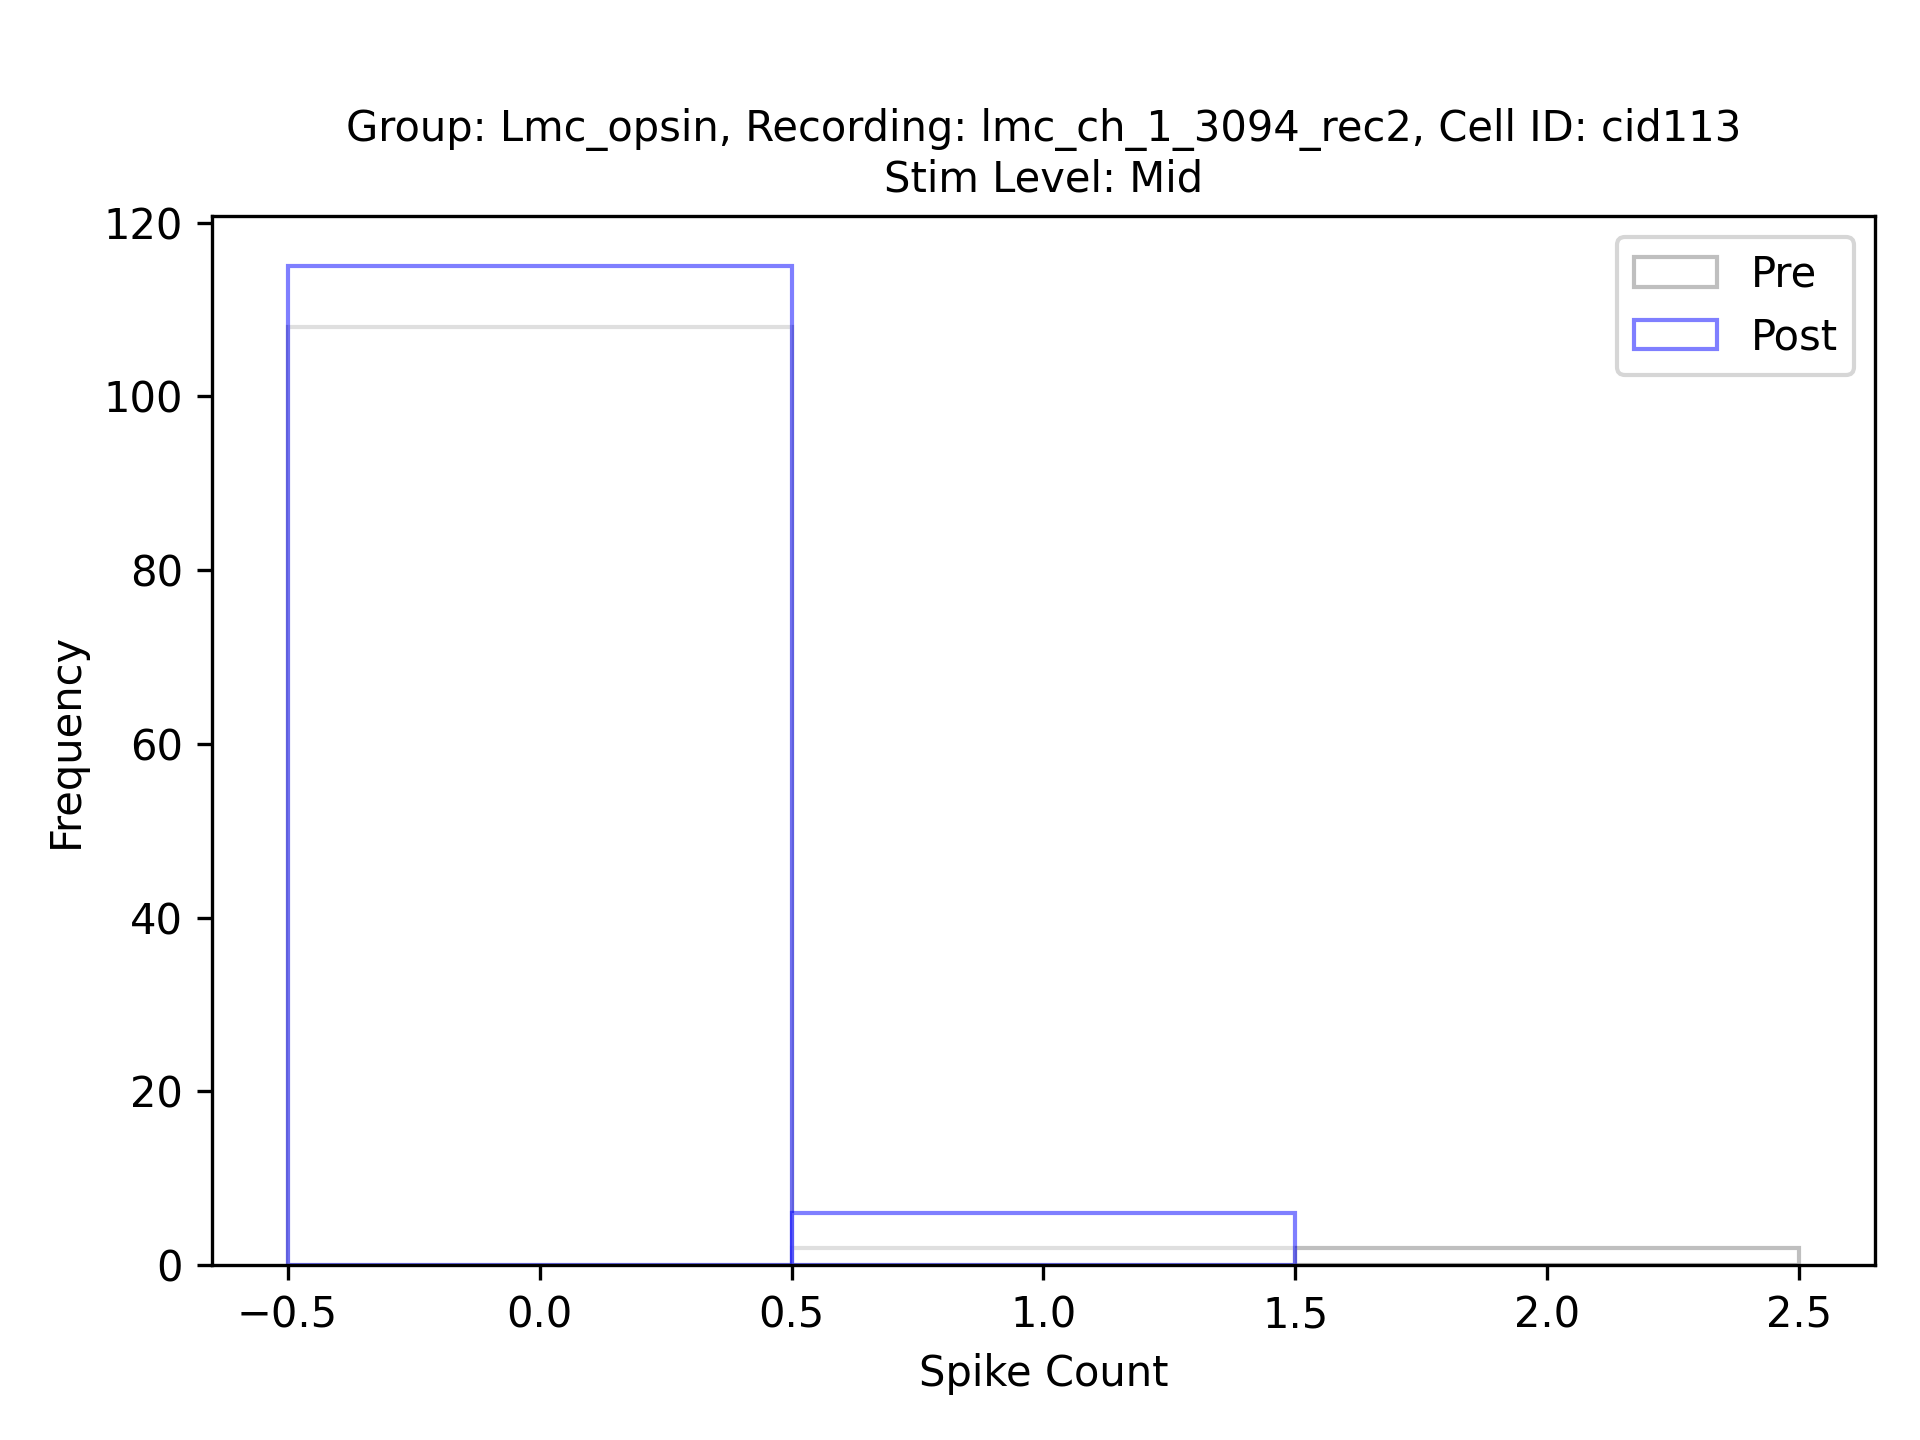 Group: Lmc_opsin, Recording: lmc_ch_1_3094_rec2, Cell ID: cid113
Stim Level: Mid
120
100
80
60
40
20
0
Frequency
Pre
Post
−0.5
0.0
0.5
1.0
1.5
2.0
2.5
Spike Count